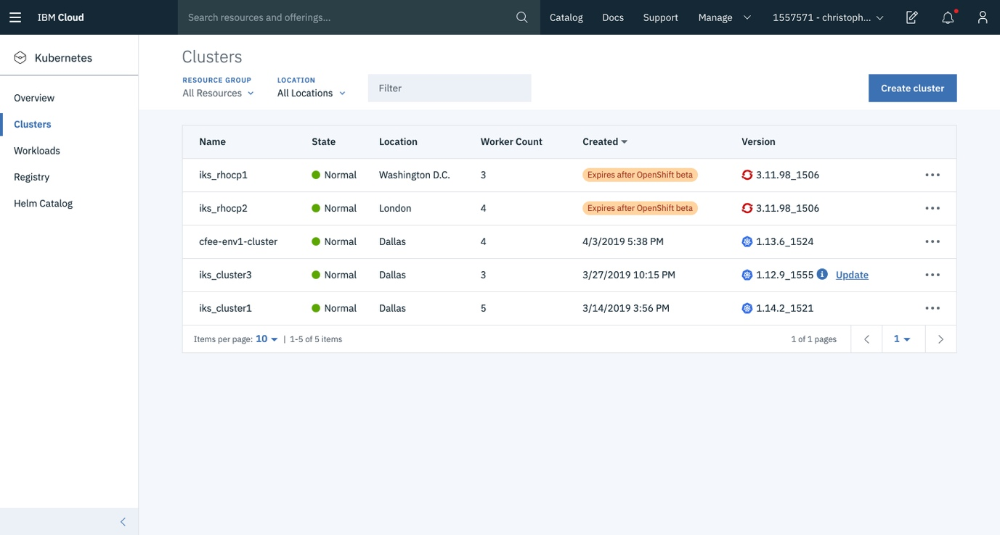 IBM Cloud
Search resources and offerings...
Catalog
Docs
Support
Manage
1557571 - christoph...
Kubernetes
Overview
Clusters
Workloads
Registry
Helm Catalog
Clusters
RESOURCE GROUP
All Resources
LOCATION
All Locations
Filter
Create cluster
Name State Location Worker Count Created Version
iks_rhocp1 Normal Washington D.C. 3 Expires after OpenShift beta 3.11.98_1506
iks_rhocp2 Normal London 4 Expires after OpenShift beta 3.11.98_1506
cfee-env1-cluster Normal Dallas 4 4/3/2019 5:38 PM 1.13.6_1524
iks_cluster3 Normal Dallas 3 3/27/2019 10:15 PM 1.12.9_1555 Update
iks_cluster1 Normal Dallas 5 3/14/2019 3:56 PM 1.14.2_1521
Items per page: 10 | 1-5 of 5 items 1 of 1 pages 1